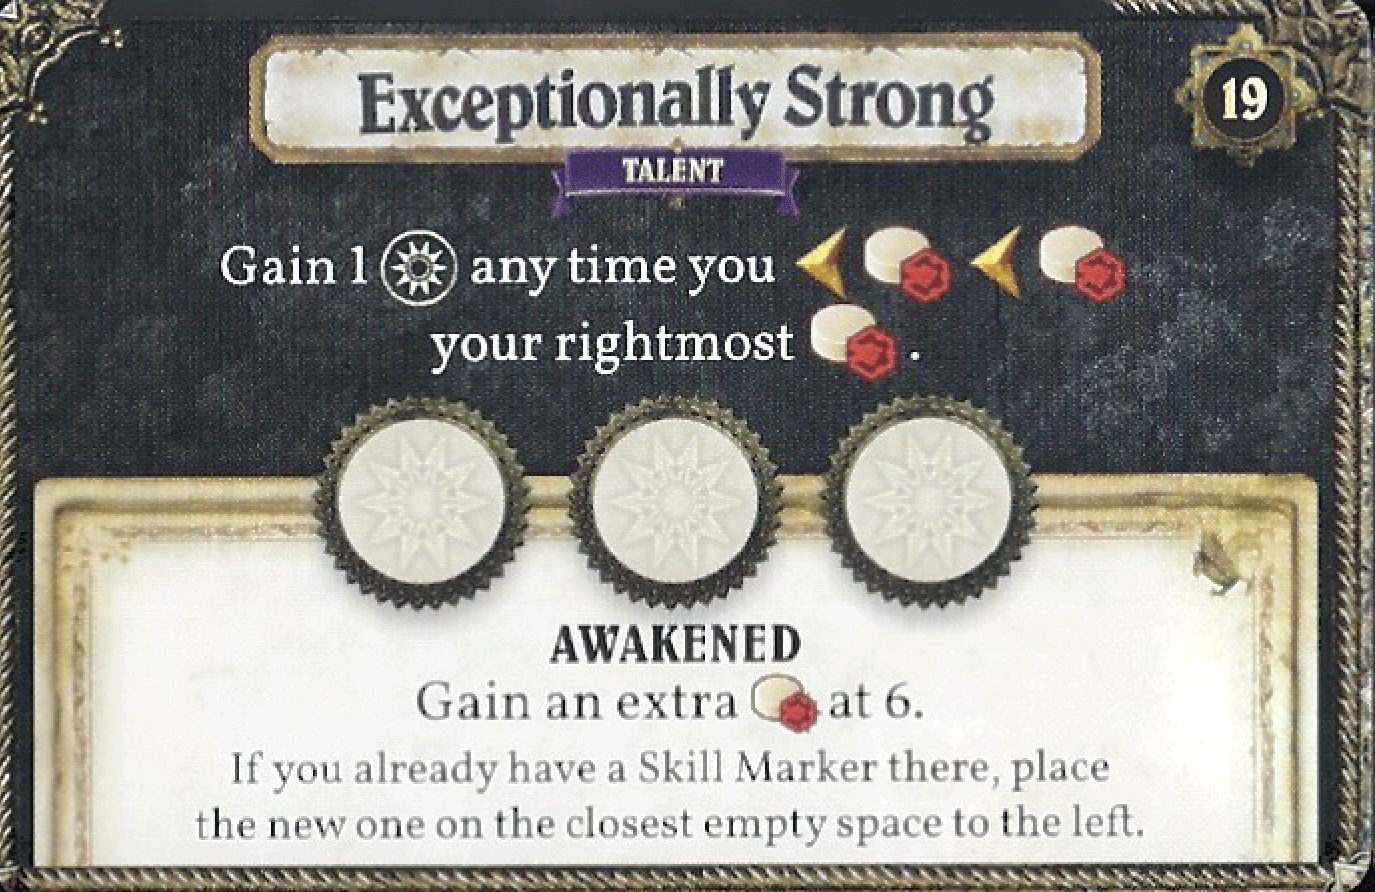 Exceptionally Strong
19
TALENT
Gain 1 any time you
your rightmost .
AWAKENED
Gain an extra at 6.
If you already have a Skill Marker there, place
the new one on the closest empty space to the left.